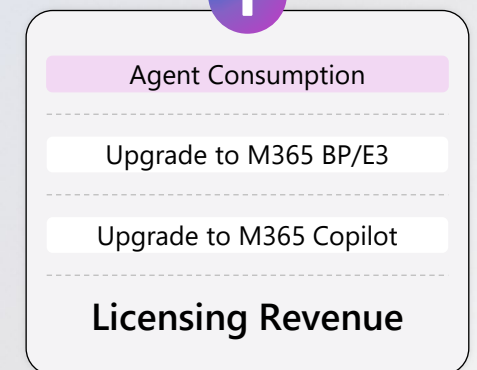 Agent Consumption
Upgrade to M365 BP/E3
Upgrade to M365 Copilot
Licensing Revenue